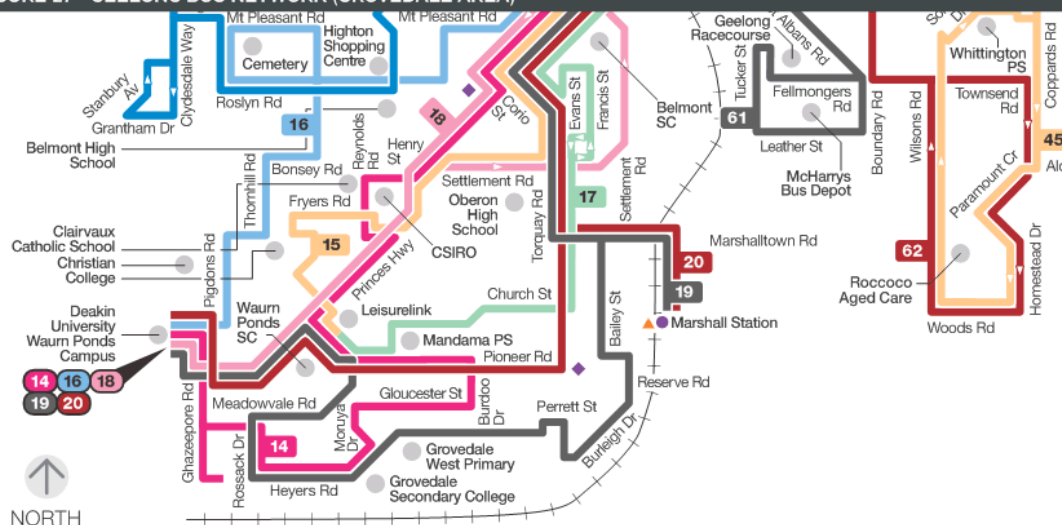 Mt Pleasant Rd
Mt Pleasant Rd
Highton
Shopping
Centre
Cemetery
Clydesdale Way
Stanbury
Av
Grantham Dr
Roslyn Rd
Belmont High
School
16
Bonsey Rd
Thornhill Rd
Reynolds
Rd
Henry
St
18
Corio
St
Evans St
Francis St
Belmont
SC
Geelong
Racecourse
Albans Rd
Tucker St
61
Fellmongers
Rd
Leather St
McHarrys
Bus Depot
Boundary Rd
Wilsons Rd
Whittington
PS
Townsend
Rd
Coppards Rd
45
Paramount Cr
Homestead Dr
62
Roccoco
Aged Care
Woods Rd
Settlement Rd
Oberon
High
School
17
Settlement
Rd
Torquay Rd
Fryers Rd
15
CSIRO
Princes Hwy
Clairvaux
Catholic School
Christian
College
Pigdons Rd
Deakin
University
Waurn Ponds
Campus
14 16 18
19 20
Waurn
Ponds
SC
Leisurelink
Church St
Mandama PS
Pioneer Rd
Marshalltown Rd
20
19
Marshall Station
Bailey St
Reserve Rd
Perrett St
Burleigh Dr
Gloucester St
Burdoo
Dr
Moruya
Dr
Meadowvale Rd
Ghazeepore Rd
Rossack Dr
14
Heyers Rd
Grovedale
West Primary
Grovedale
Secondary College
NORTH